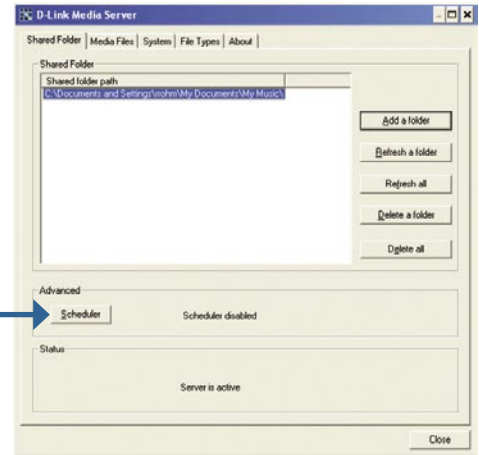 D-Link Media Server
Shared Folder Media Files System File Types About
Shared Folder
Shared folder path
C:\Documents and Settings\vrohm\My Documents\My Music\
Add a folder
Refresh a folder
Refresh all
Delete a folder
Delete all
Advanced
Scheduler Scheduler disabled
Status
Server is active
Close